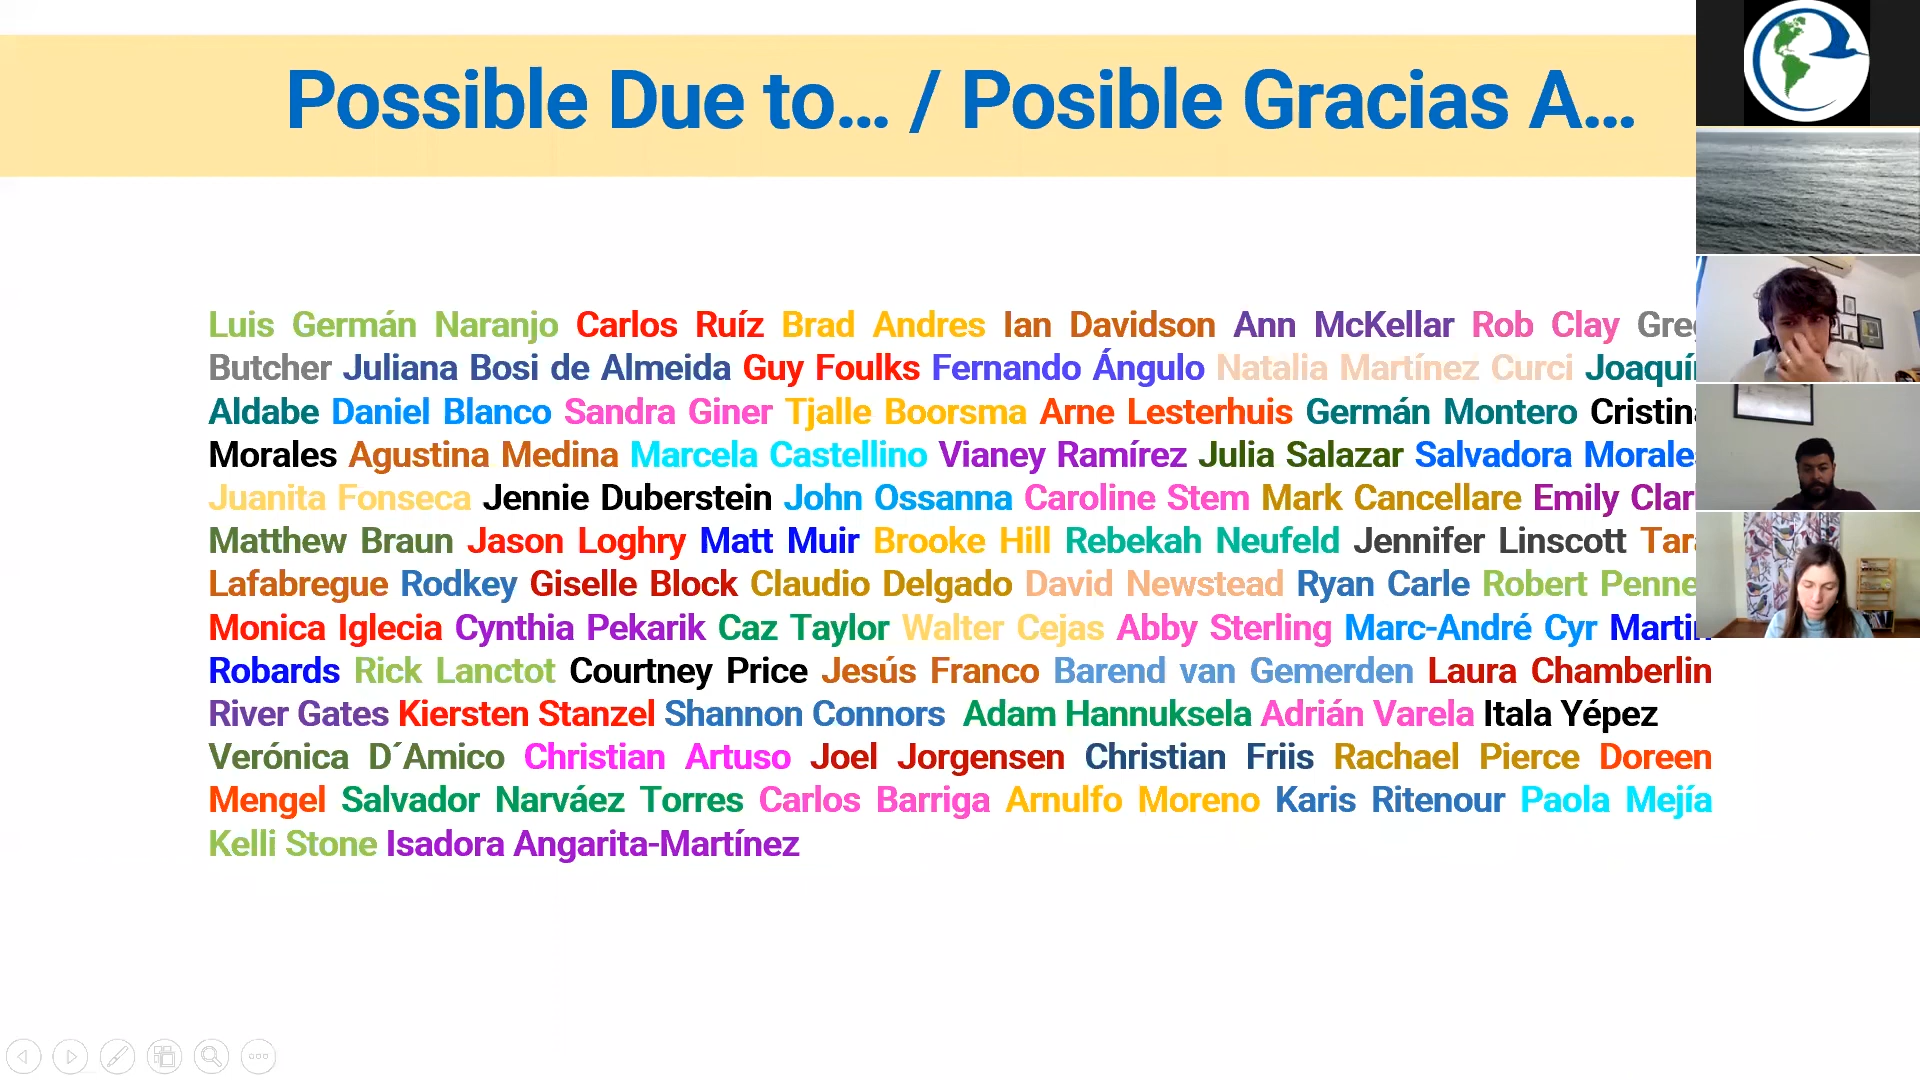 Possible Due to... / Posible Gracias A...
Luis Germán Naranjo Carlos Ruíz Brad Andres Ian Davidson Ann McKellar Rob Clay
Butcher Juliana Bosi de Almeida Guy Foulks Fernando Ángulo Natalia Martínez Curci
Aldabe Daniel Blanco Sandra Giner Tjalle Boorsma Arne Lesterhuis Germán Montero Cristina
Morales Agustina Medina Marcela Castellino Vianey Ramírez Julia Salazar Salvadora Morales
Juanita Fonseca Jennie Duberstein John Ossanna Caroline Stem Mark Cancellare Emily
Matthew Braun Jason Loghry Matt Muir Brooke Hill Rebekah Neufeld Jennifer Linscott
Lafabregue Rodkey Giselle Block Claudio Delgado David Newstead Ryan Carle Robert
Monica Iglecia Cynthia Pekarik Caz Taylor Walter Cejas Abby Sterling Marc-André Cyr Martin
Robards Rick Lanctot Courtney Price Jesús Franco Barend van Gemerden Laura Chamberlin
River Gates Kiersten Stanzel Shannon Connors Adam Hannuksela Adrián Varela Itala Yépez
Verónica D´Amico Christian Artuso Joel Jorgensen Christian Friis Rachael Pierce Doreen
Mengel Salvador Narváez Torres Carlos Barriga Arnulfo Moreno Karis Ritenour Paola Mejía
Kelli Stone Isadora Angarita-Martínez